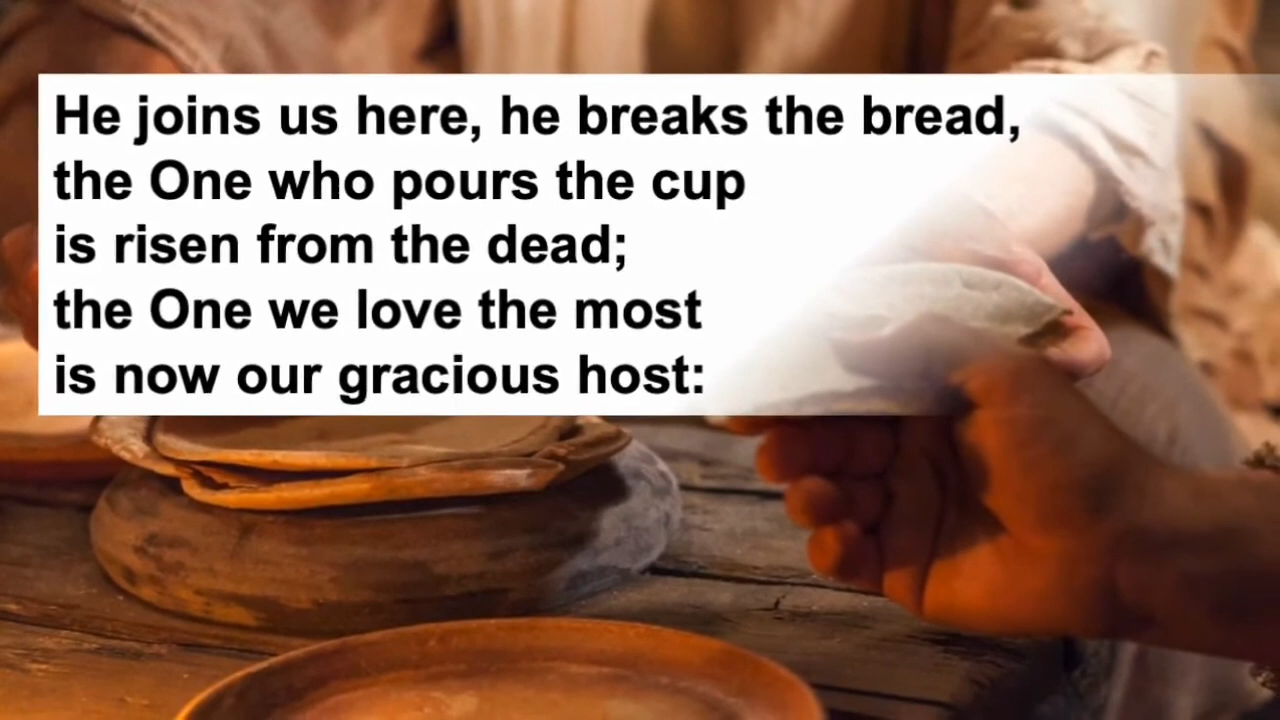 He joins us here, he breaks the bread,
the One who pours the cup
is risen from the dead;
the One we love the most
is now our gracious host: